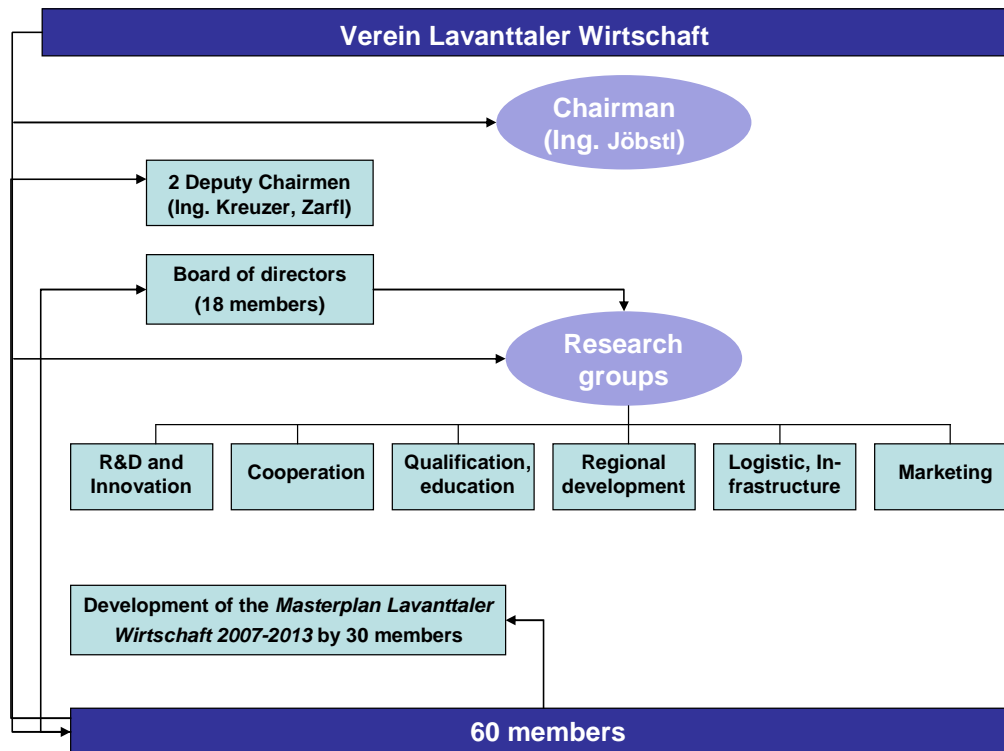 Verein Lavanttaler Wirtschaft
Chairman
(Ing. Jöbstl)
2 Deputy Chairmen
(Ing. Kreuzer, Zarfl)
Board of directors
(18 members)
Research
groups
R&D and
Innovation
Cooperation
Qualification,
education
Regional
development
Logistic, In-
frastructure
Marketing
Development of the Masterplan Lavanttaler
Wirtschaft 2007-2013 by 30 members
60 members